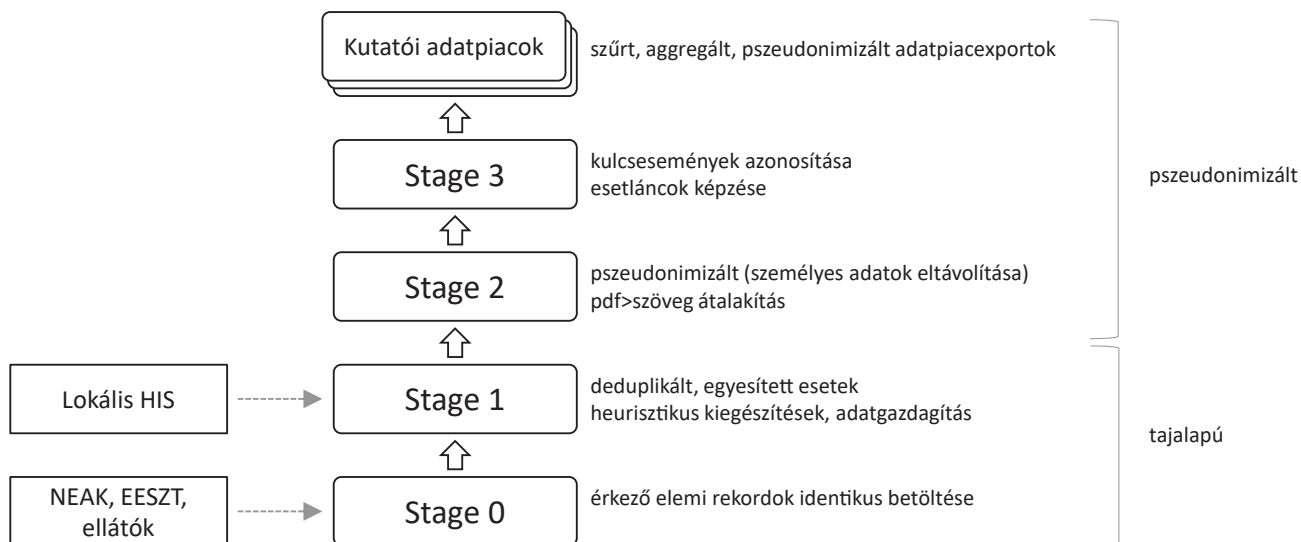 Kutatói adatpiacok
szűrt, aggregált, pszeudonimizált adatpiacexportok
Stage 3
kulcsesemények azonosítása
esetláncok képzése
pszeudonimizált
Stage 2
pszeudonimizált (személyes adatok eltávolítása)
pdf>szöveg átalakítás
Lokális HIS
Stage 1
deduplikált, egyesített esetek
heurisztikus kiegészítések, adatgazdagítás
tajalapú
NEAK, EESZT,
ellátók
Stage 0
érkező elemi rekordok identikus betöltése